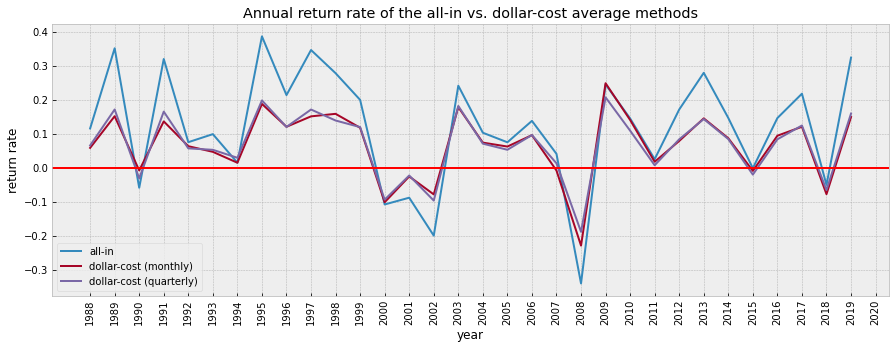 Annual return rate of the all-in vs. dollar-cost average methods
0.4
0.3
0.2
0.1
0.0
−0.1
−0.2
−0.3
return rate
all-in
dollar-cost (monthly)
dollar-cost (quarterly)
1988 1989 1990 1991 1992 1993 1994 1995 1996 1997 1998 1999 2000 2001 2002 2003 2004 2005 2006 2007 2008 2009 2010 2011 2012 2013 2014 2015 2016 2017 2018 2019 2020
year